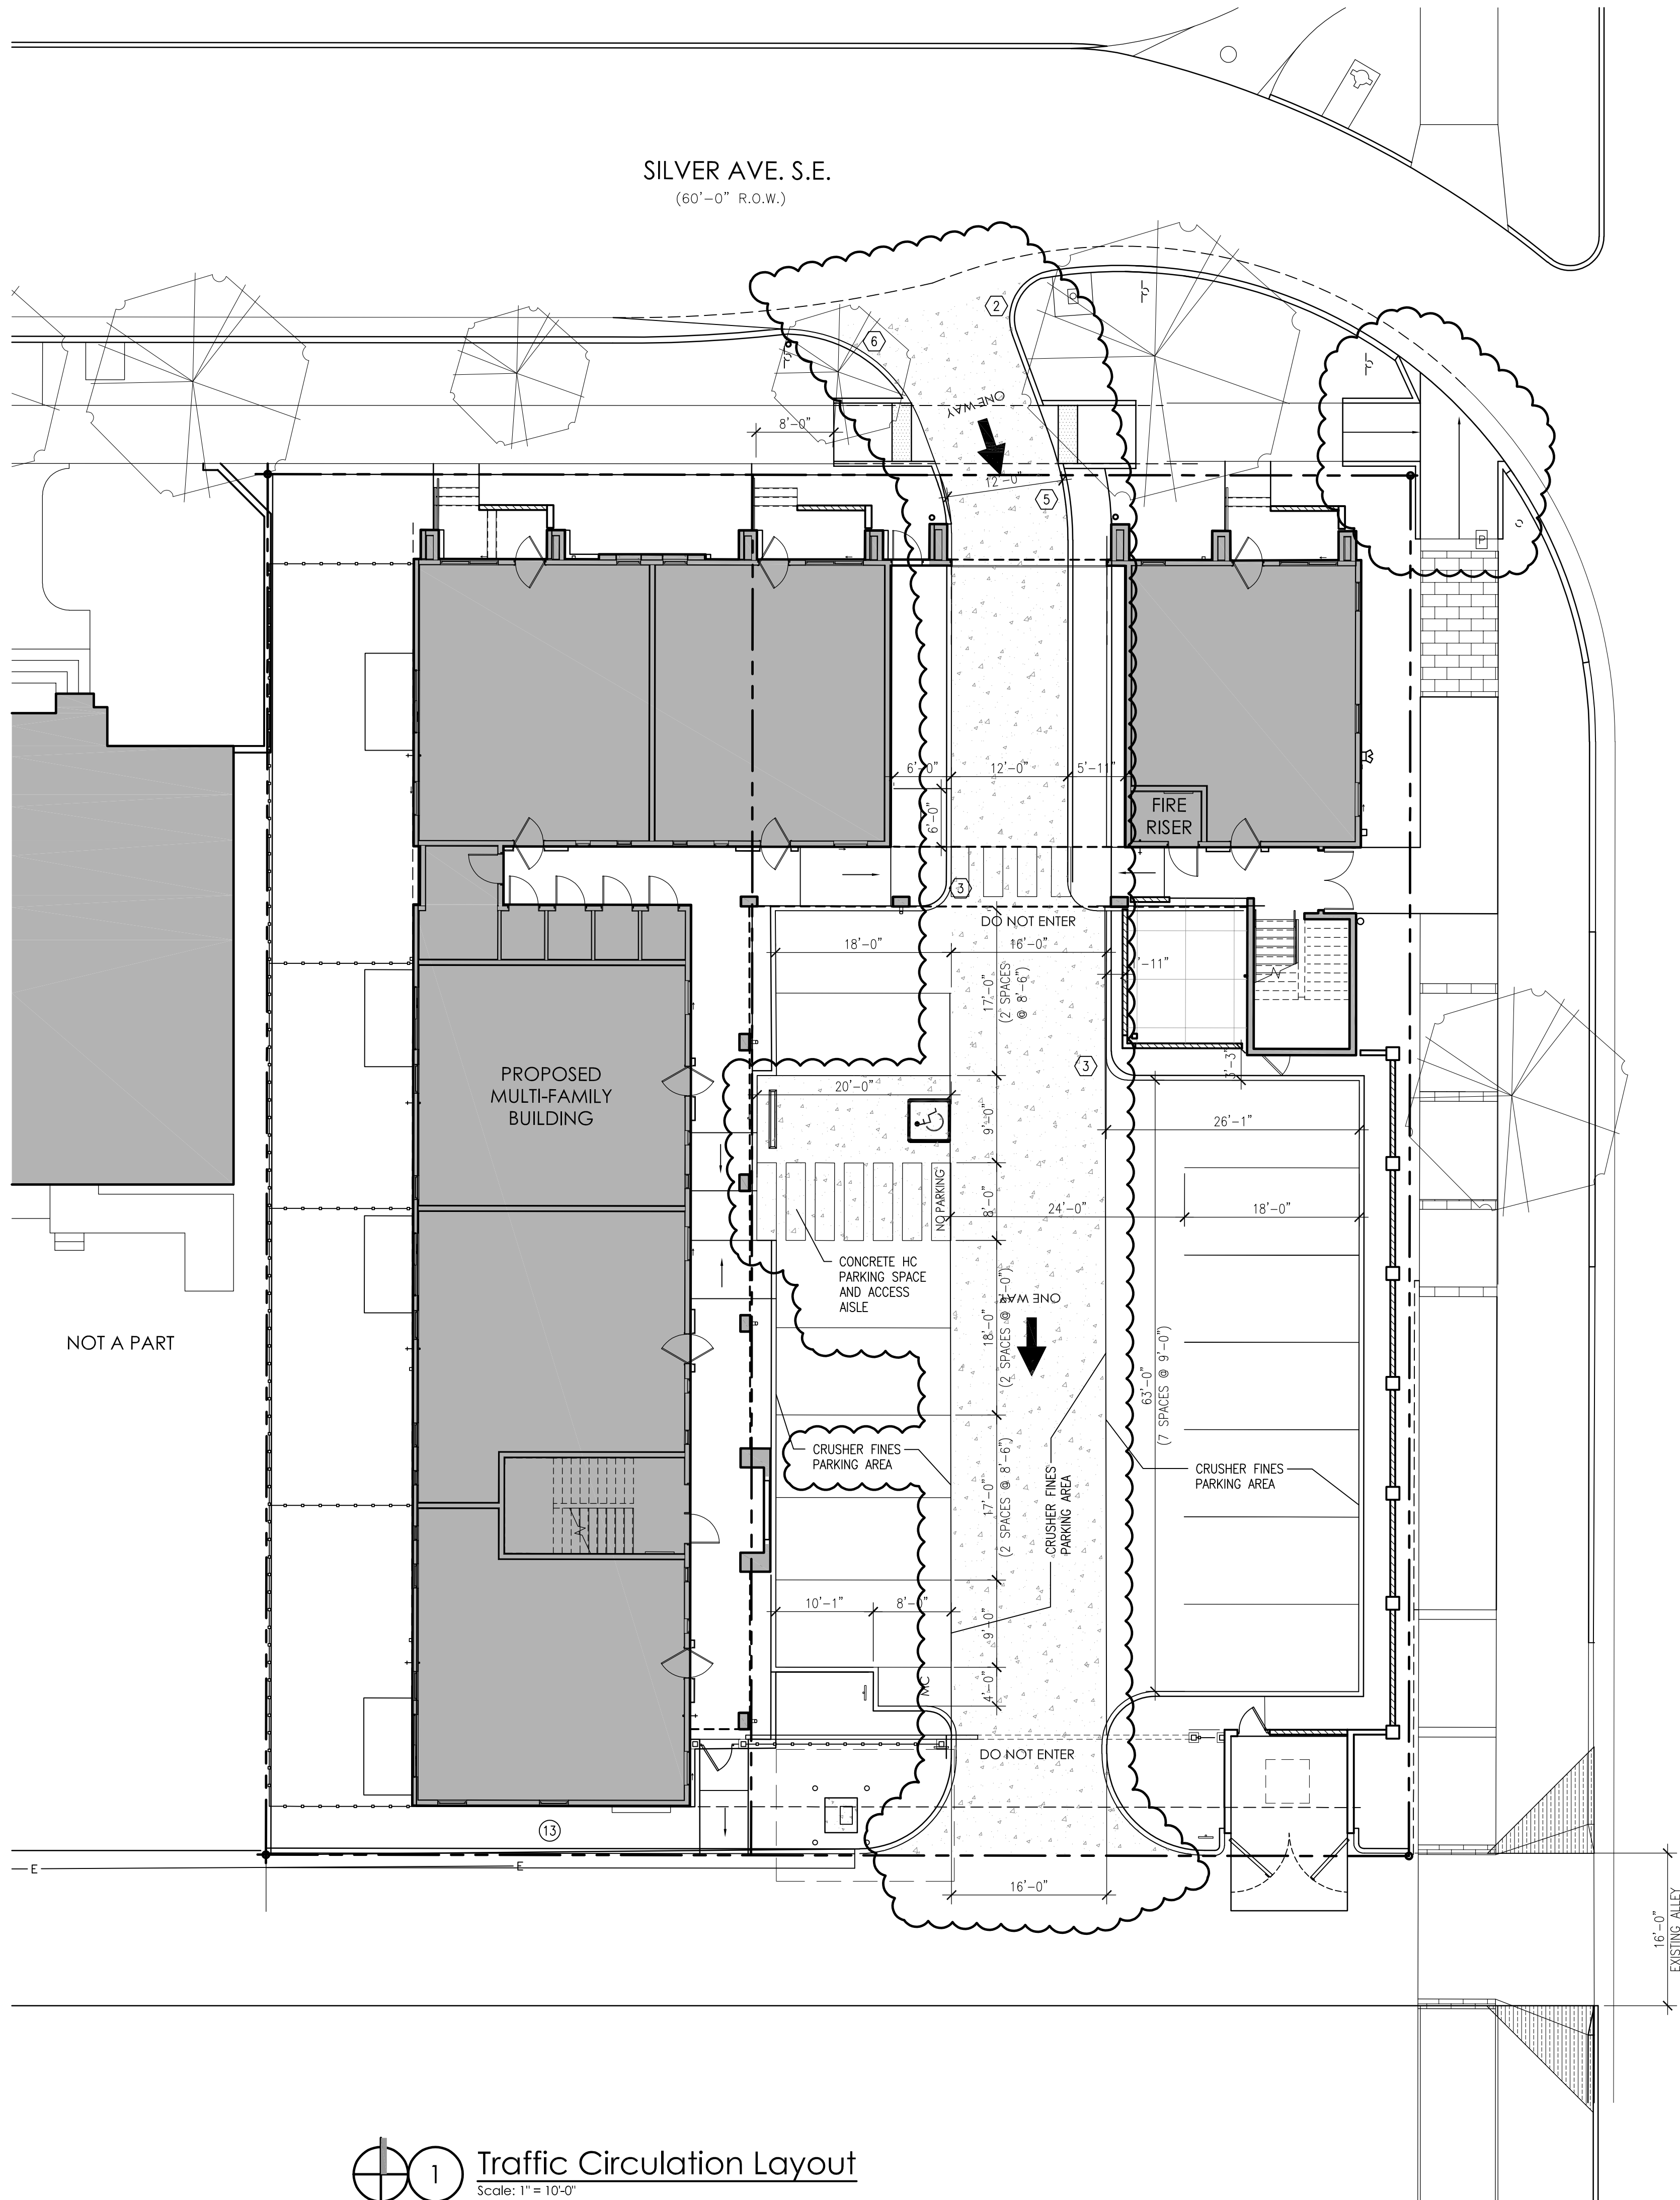 SILVER AVE. S.E.
(60'-0" R.O.W.)
2
6
ONE WAY
8'-0"
12'-0"
5
P
6'-0"
12'-0"
5'-11"
6'-0"
FIRE
RISER
3
DO NOT ENTER
18'-0"
16'-0"
'-11"
17'-0"
(2 SPACES
@ 8'-6")
3
PROPOSED
MULTI-FAMILY
BUILDING
20'-0"
9'-0"
26'-1"
NO PARKING
8'-0"
24'-0"
18'-0"
CONCRETE HC
PARKING SPACE
AND ACCESS
AISLE
ONE WAY
18'-0"
(2 SPACES @ 9'-0")
NOT A PART
63'-0"
(7 SPACES @ 9'-0")
CRUSHER FINES
PARKING AREA
17'-0"
(2 SPACES @ 8'-6")
CRUSHER FINES
PARKING AREA
CRUSHER FINES
PARKING AREA
10'-1"
8'-0"
9'-0"
4'-0"
MC
DO NOT ENTER
13
E
E
16'-0"
16'-0"
EXISTING ALLEY
1
Traffic Circulation Layout
Scale: 1" = 10'-0"